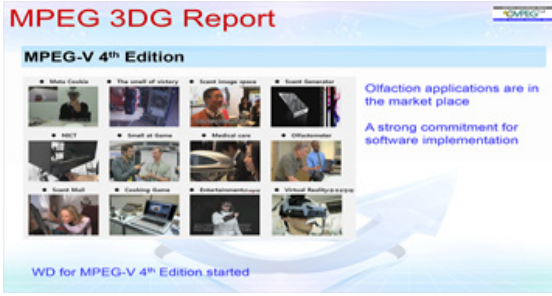 MPEG 3DG Report
MPEG
MPEG-V 4th Edition
■ Meta Cookie ■ The smell of victory ■ Scent image space ■ Scent Generator
■ NICT ■ Smell at Game ■ Medical care ■ Olfactometer
■ Scent Mail ■ Cooking Game ■ Entertainment ■ Virtual Reality
Olfaction applications are in
the market place
A strong commitment for
software implementation
WD for MPEG-V 4th Edition started